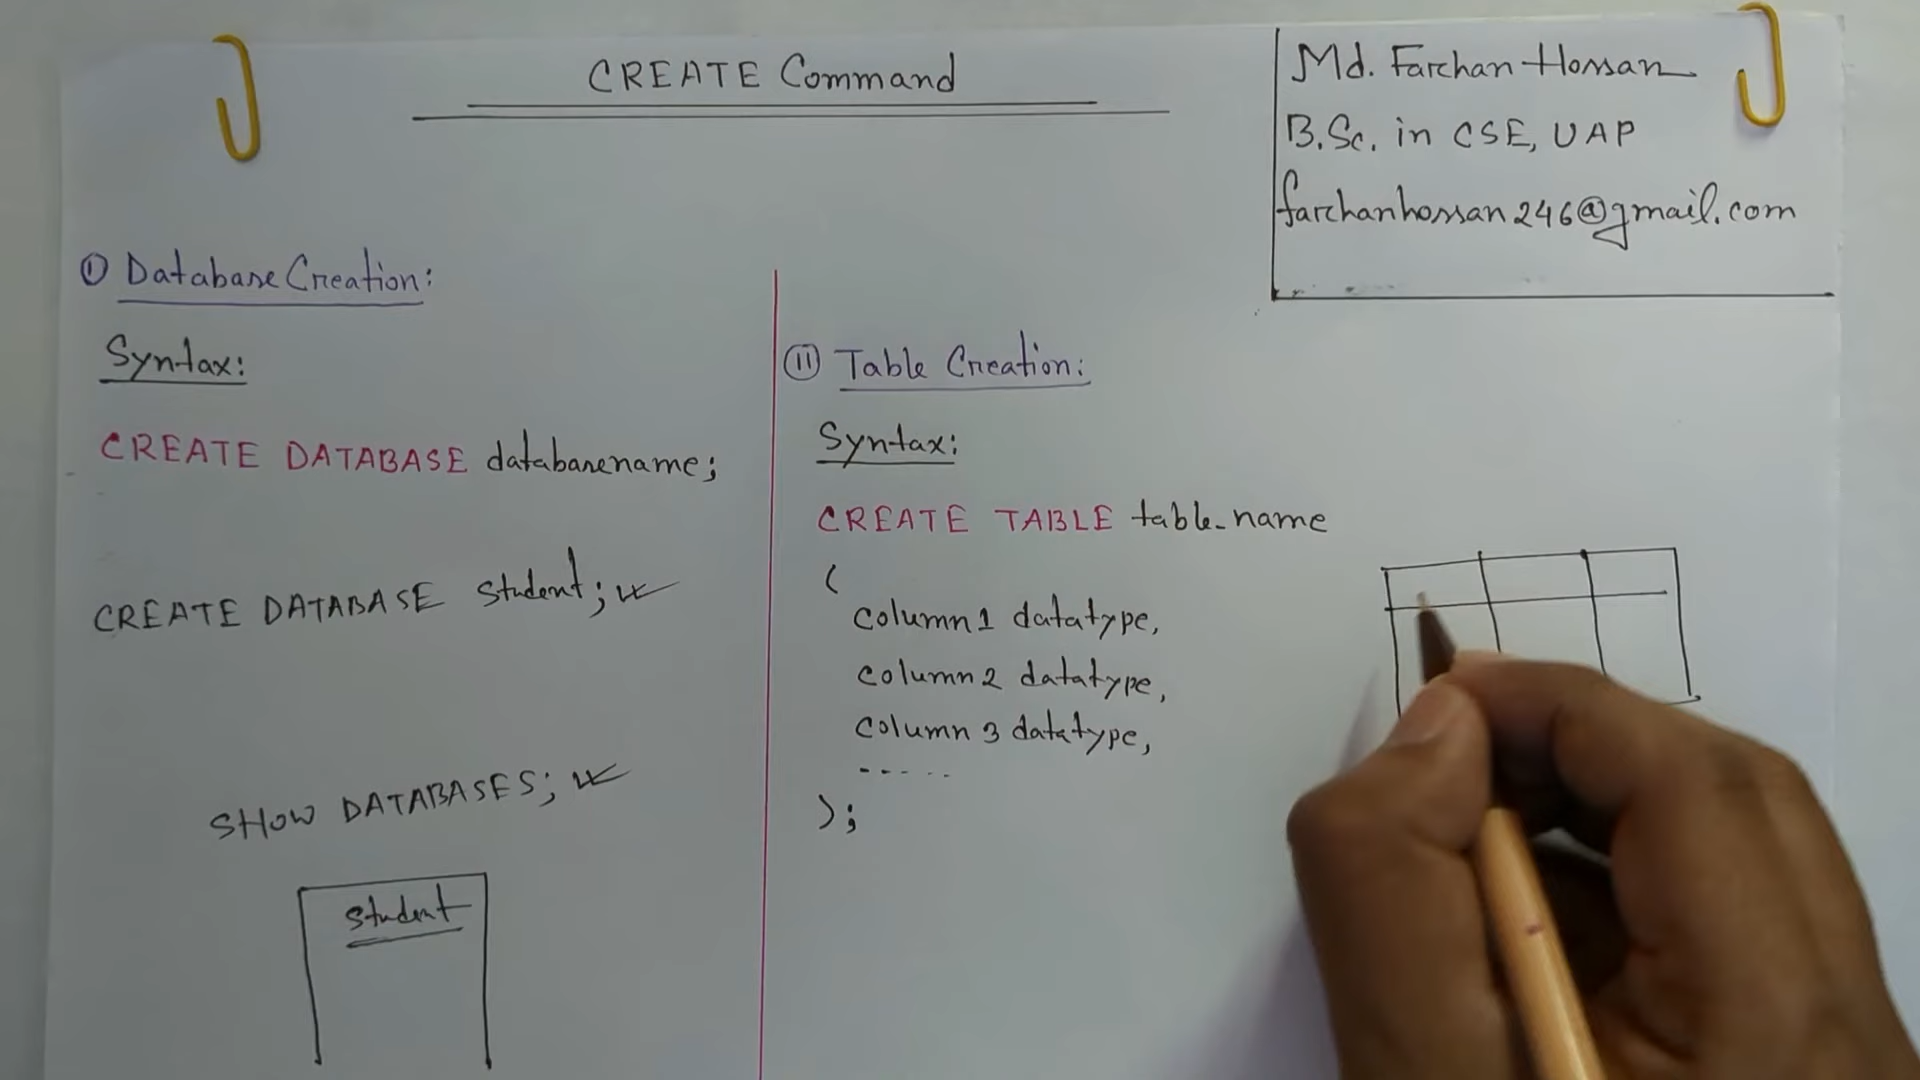 CREATE Command
Md. Farhan Hossan
B.Sc. in CSE, UAP
farhanhossan246@gmail.com
① Database Creation:
Syntax:
CREATE DATABASE databasename;
CREATE DATABASE student;
SHOW DATABASES;
student
⑪ Table Creation:
Syntax:
CREATE TABLE table_name
(
column1 datatype,
column2 datatype,
column3 datatype,
------
);